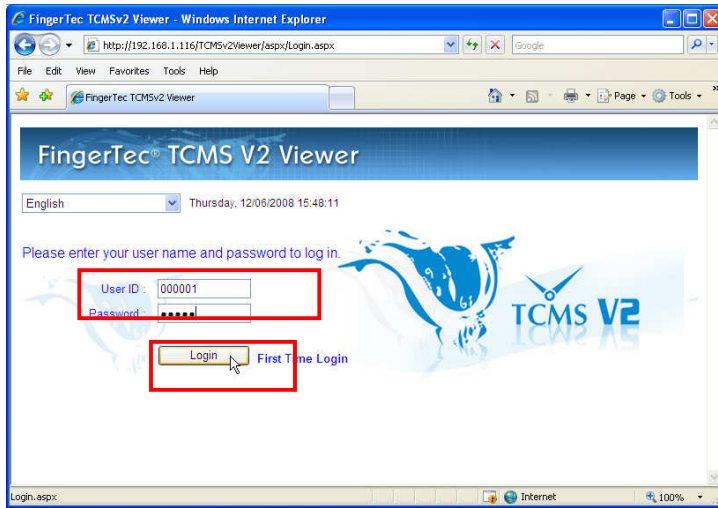 FingerTec TCMSv2 Viewer - Windows Internet Explorer
http://192.168.1.116/TCMSv2Viewer/aspx/Login.aspx
Google
File Edit View Favorites Tools Help
FingerTec TCMSv2 Viewer
Page Tools »
FingerTec® TCMS V2 Viewer
English Thursday, 12/06/2008 15:48:11
Please enter your user name and password to log in.
User ID : 000001
Password : •••••
TCMS V2
Login First Time Login
Login.aspx Internet 100%